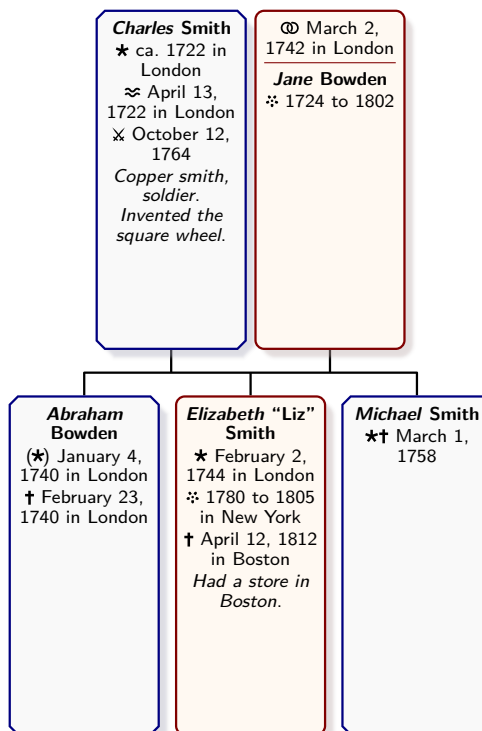 Charles Smith
★ ca. 1722 in
London
≈ April 13,
1722 in London
⚔ October 12,
1764
Copper smith,
soldier.
Invented the
square wheel.
⚭ March 2,
1742 in London
Jane Bowden
፨ 1724 to 1802
Abraham
Bowden
(★) January 4,
1740 in London
✝ February 23,
1740 in London
Elizabeth “Liz”
Smith
★ February 2,
1744 in London
፨ 1780 to 1805
in New York
✝ April 12, 1812
in Boston
Had a store in
Boston.
Michael Smith
★✝ March 1,
1758